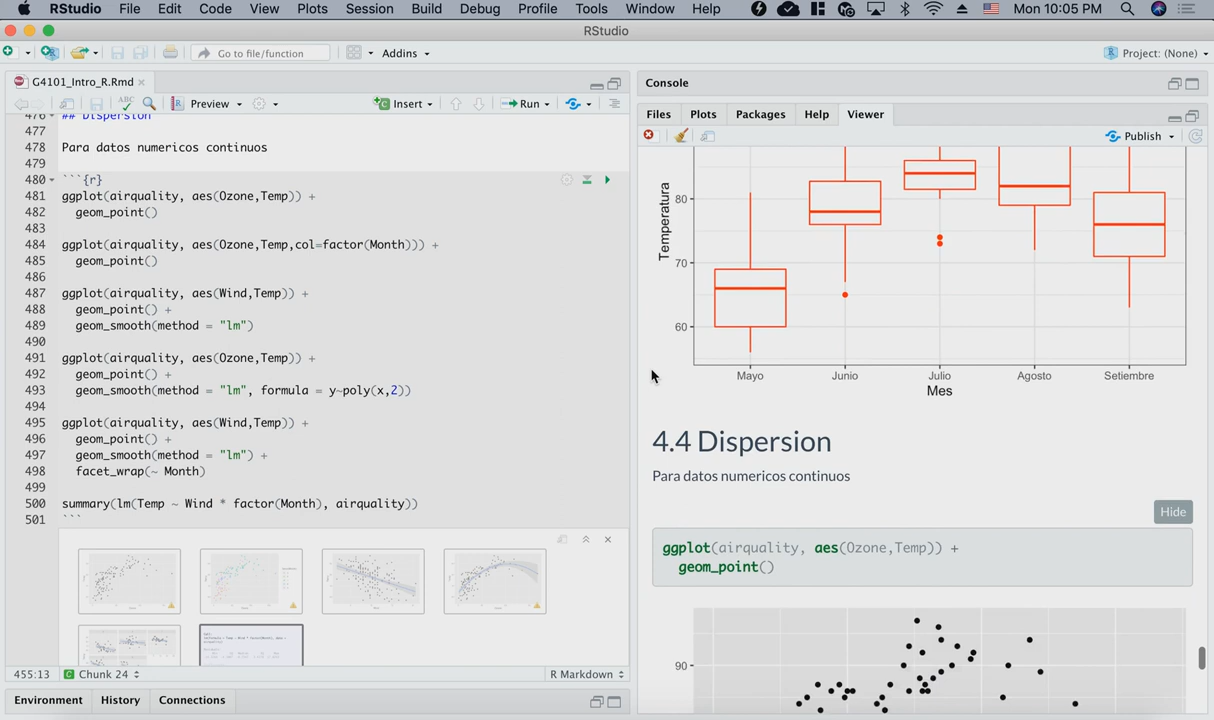 RStudio File Edit Code View Plots Session Build Debug Profile Tools Window Help Mon 10:05 PM
RStudio
Go to file/function Addins Project: (None)
G4101_Intro_R.Rmd
ABC Preview Insert Run
476 ## Dispersion
477
478 Para datos numericos continuos
479
480 ```{r}
481 ggplot(airquality, aes(Ozone,Temp)) +
482 geom_point()
483
484 ggplot(airquality, aes(Ozone,Temp,col=factor(Month))) +
485 geom_point()
486
487 ggplot(airquality, aes(Wind,Temp)) +
488 geom_point() +
489 geom_smooth(method = "lm")
490
491 ggplot(airquality, aes(Ozone,Temp)) +
492 geom_point() +
493 geom_smooth(method = "lm", formula = y~poly(x,2))
494
495 ggplot(airquality, aes(Wind,Temp)) +
496 geom_point() +
497 geom_smooth(method = "lm") +
498 facet_wrap(~ Month)
499
500 summary(lm(Temp ~ Wind * factor(Month), airquality))
501 ```
455:13 Chunk 24 R Markdown
Environment History Connections
Console
Files Plots Packages Help Viewer
Publish
Temperatura
80
70
60
Mayo Junio Julio Agosto Setiembre
Mes
4.4 Dispersion
Para datos numericos continuos
Hide
ggplot(airquality, aes(Ozone,Temp)) +
geom_point()
90